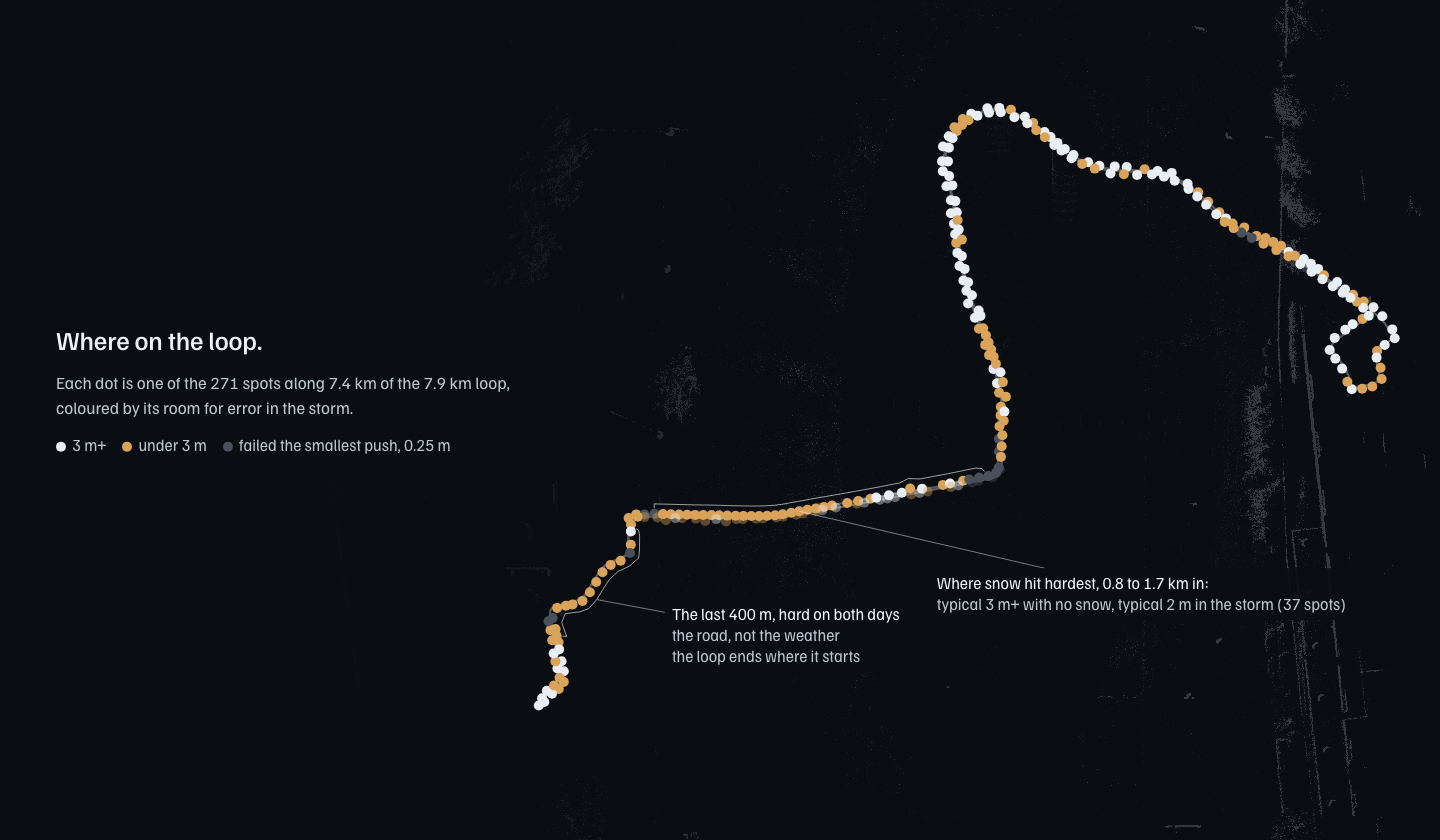 Where on the loop.
Each dot is one of the 271 spots along 7.4 km of the 7.9 km loop,
coloured by its room for error in the storm.
3 m+ under 3 m failed the smallest push, 0.25 m
Where snow hit hardest, 0.8 to 1.7 km in:
typical 3 m+ with no snow, typical 2 m in the storm (37 spots)
The last 400 m, hard on both days
the road, not the weather
the loop ends where it starts